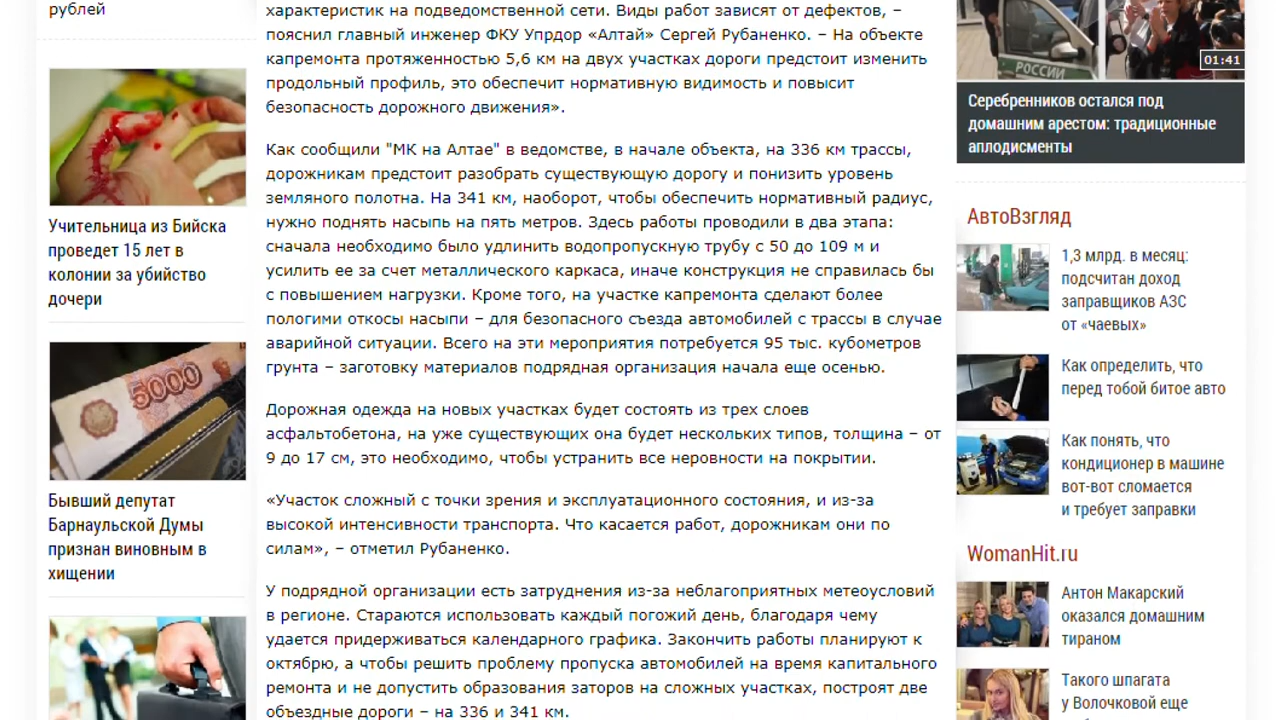 рублей
Учительница из Бийска
проведет 15 лет в
колонии за убийство
дочери
5000
Бывший депутат
Барнаульской Думы
признан виновным в
хищении
характеристик на подведомственной сети. Виды работ зависят от дефектов, –
пояснил главный инженер ФКУ Упрдор «Алтай» Сергей Рубаненко. – На объекте
капремонта протяженностью 5,6 км на двух участках дороги предстоит изменить
продольный профиль, это обеспечит нормативную видимость и повысит
безопасность дорожного движения».
Как сообщили "МК на Алтае" в ведомстве, в начале объекта, на 336 км трассы,
дорожникам предстоит разобрать существующую дорогу и понизить уровень
земляного полотна. На 341 км, наоборот, чтобы обеспечить нормативный радиус,
нужно поднять насыпь на пять метров. Здесь работы проводили в два этапа:
сначала необходимо было удлинить водопропускную трубу с 50 до 109 м и
усилить ее за счет металлического каркаса, иначе конструкция не справилась бы
с повышением нагрузки. Кроме того, на участке капремонта сделают более
пологими откосы насыпи – для безопасного съезда автомобилей с трассы в случае
аварийной ситуации. Всего на эти мероприятия потребуется 95 тыс. кубометров
грунта – заготовку материалов подрядная организация начала еще осенью.
Дорожная одежда на новых участках будет состоять из трех слоев
асфальтобетона, на уже существующих она будет нескольких типов, толщина – от
9 до 17 см, это необходимо, чтобы устранить все неровности на покрытии.
«Участок сложный с точки зрения и эксплуатационного состояния, и из-за
высокой интенсивности транспорта. Что касается работ, дорожникам они по
силам», – отметил Рубаненко.
У подрядной организации есть затруднения из-за неблагоприятных метеоусловий
в регионе. Стараются использовать каждый погожий день, благодаря чему
удается придерживаться календарного графика. Закончить работы планируют к
октябрю, а чтобы решить проблему пропуска автомобилей на время капитального
ремонта и не допустить образования заторов на сложных участках, построят две
объездные дороги – на 336 и 341 км.
РОССИИ
01:41
Серебренников остался под
домашним арестом: традиционные
аплодисменты
АвтоВзгляд
1,3 млрд. в месяц:
подсчитан доход
заправщиков АЗС
от «чаевых»
Как определить, что
перед тобой битое авто
Как понять, что
кондиционер в машине
вот-вот сломается
и требует заправки
WomanHit.ru
Антон Макарский
оказался домашним
тираном
Такого шпагата
у Волочковой еще